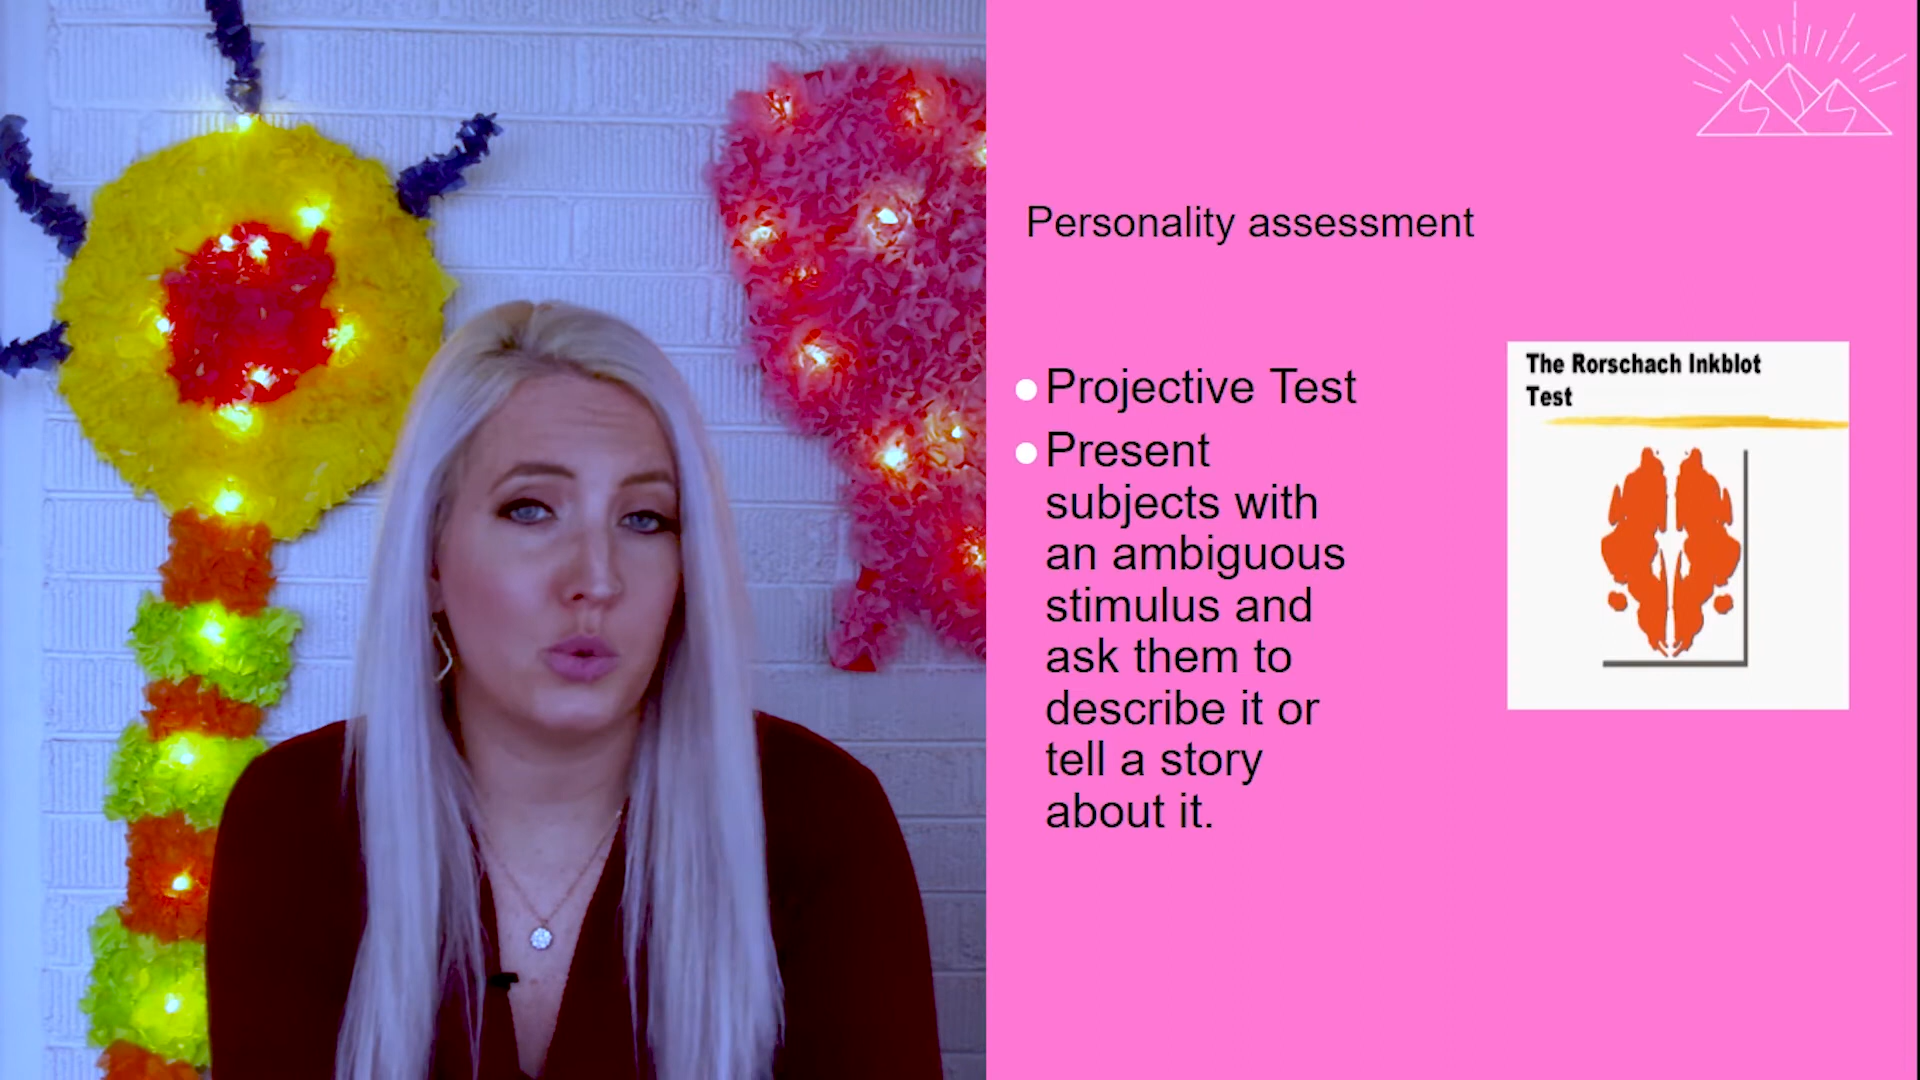 Personality assessment
Projective Test
Present
subjects with
an ambiguous
stimulus and
ask them to
describe it or
tell a story
about it.
The Rorschach Inkblot
Test